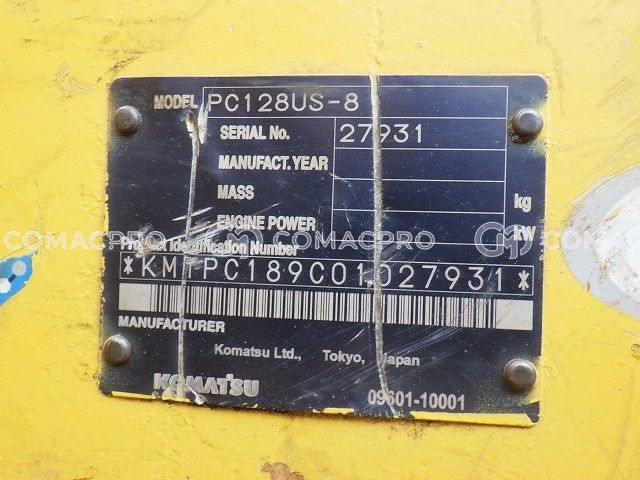 MODEL PC128US-8
SERIAL No. 27931
MANUFACT. YEAR
MASS kg
ENGINE POWER kW
Product Identification Number
*KMTPC189C01027931*
MANUFACTURER
Komatsu Ltd., Tokyo, Japan
KOMATSU 09601-10001
COMACPRO COMACPRO COMACPRO